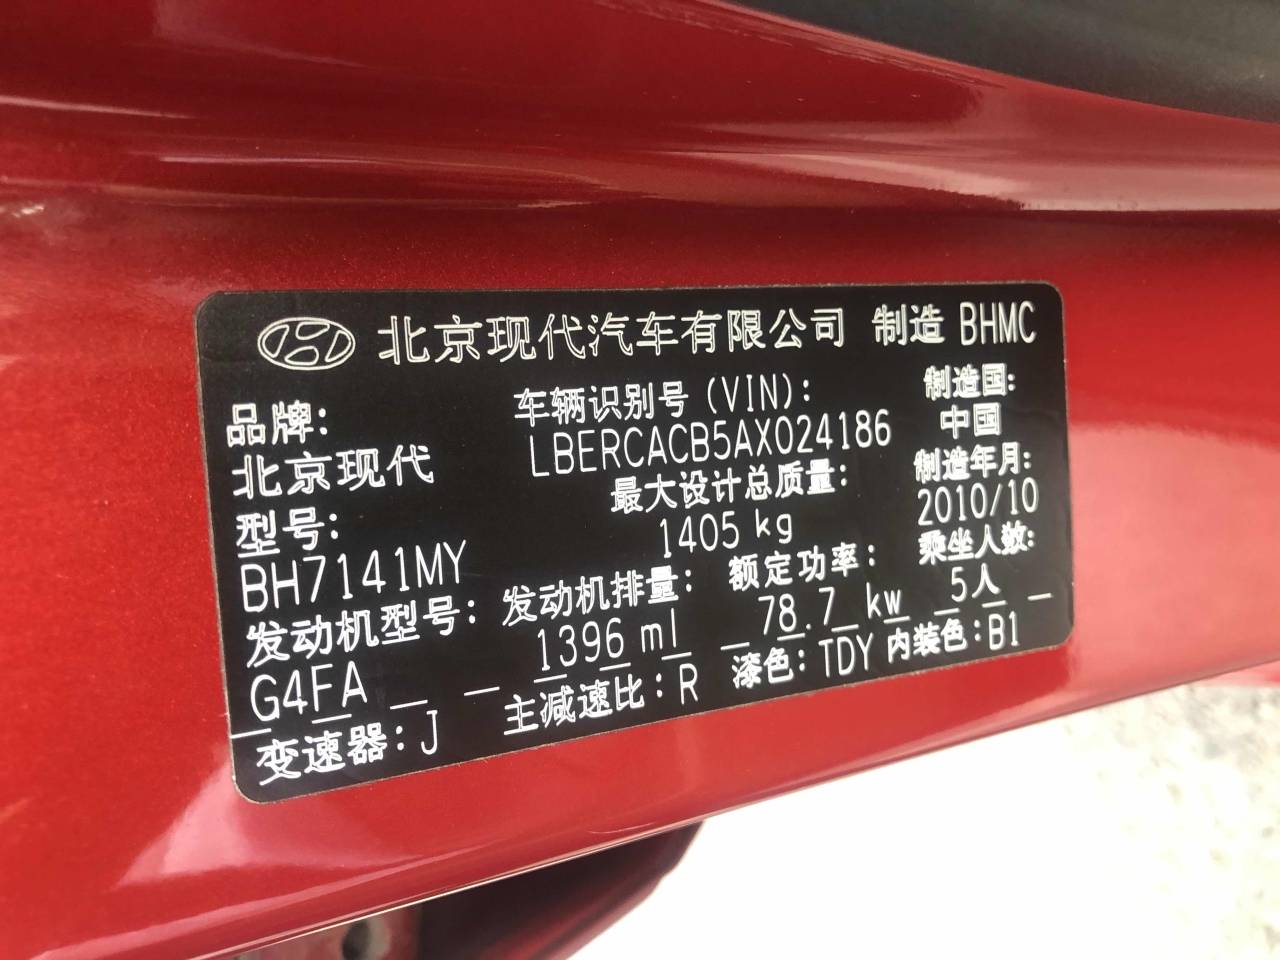 北京现代汽车有限公司 制造 BHMC
品牌: 车辆识别号 (VIN): 制造国:
北京现代 LBERCACB5AX024186 中国
型号: 最大设计总质量: 制造年月:
BH7141MY 1405 kg 2010/10
发动机型号: 发动机排量: 额定功率: 乘坐人数:
G4FA 1396 ml 78.7 kw 5人
变速器: J 主减速比: R 漆色: TDY 内装色: B1